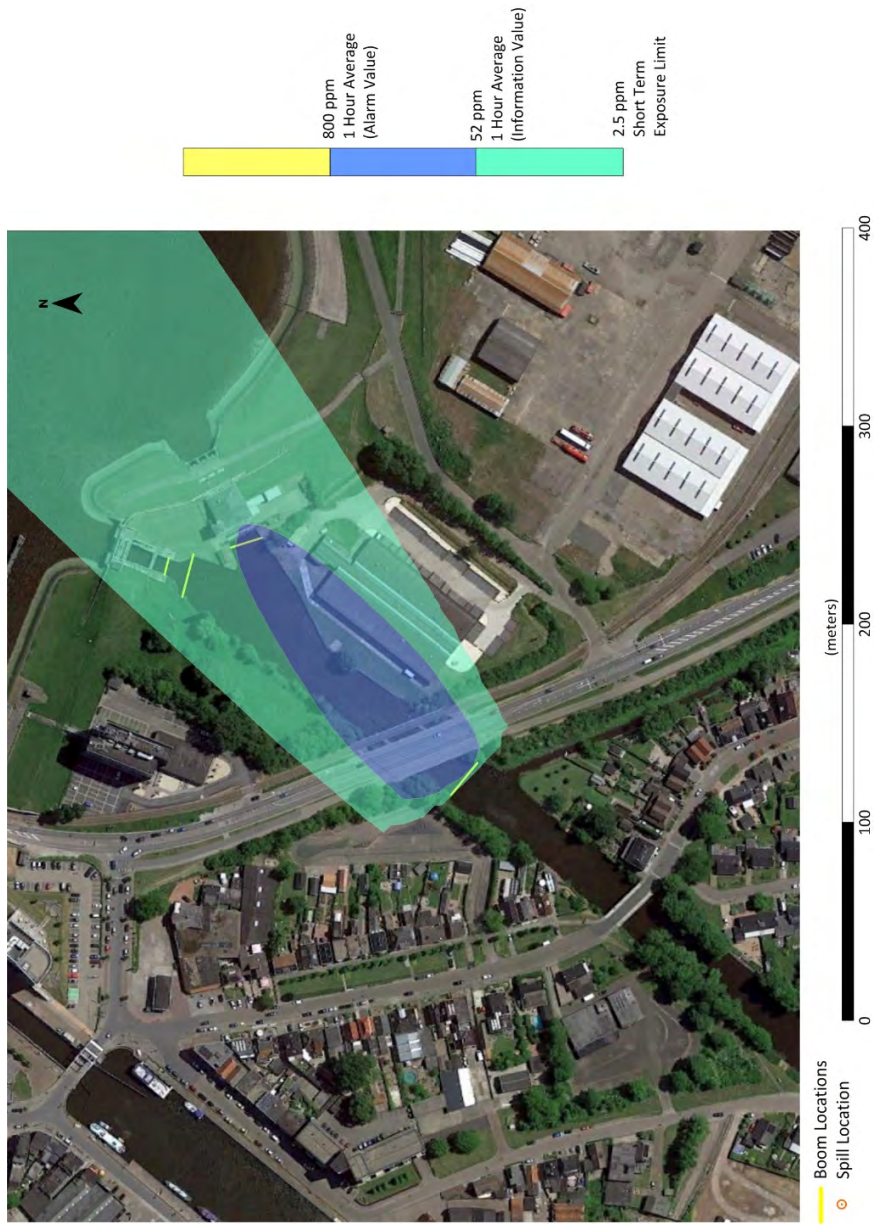 N
800 ppm
1 Hour Average
(Alarm Value)
52 ppm
1 Hour Average
(Information Value)
2.5 ppm
Short Term
Exposure Limit
Boom Locations
Spill Location
(meters)
0
100
200
300
400